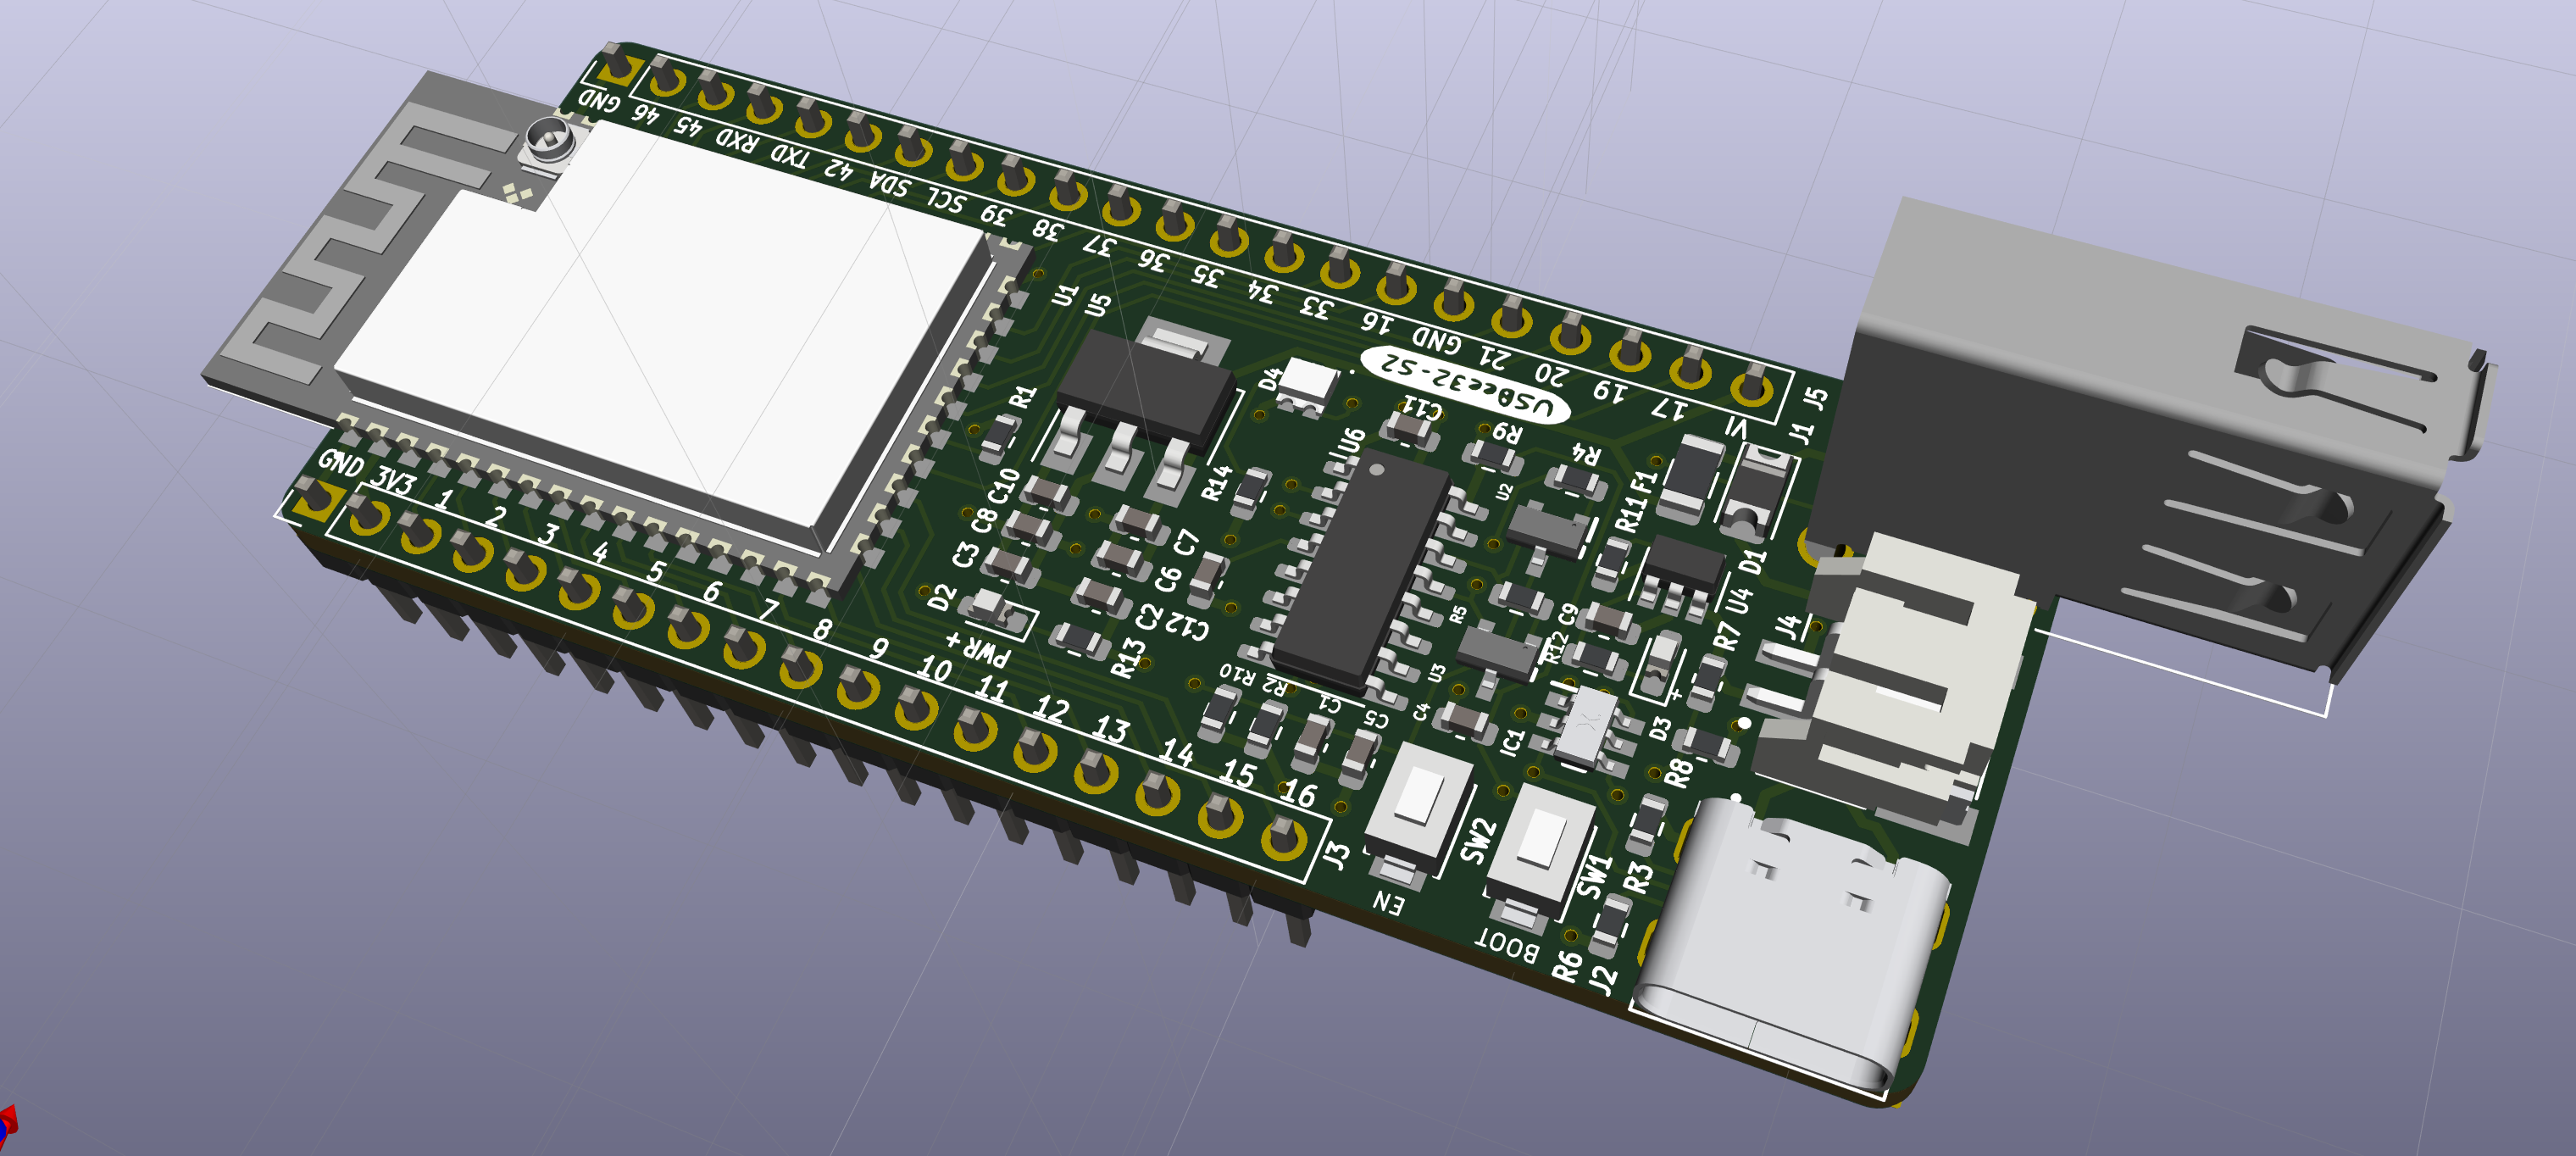 GND
46
45
RXD
TXD
42
SDA
SCL
39
38
37
36
35
34
33
16
GND
21
20
19
17
VI
J5
J1
U1
U5
R1
D4
USBee32-S2
C11
U6
R9
R4
U2
F1
R11
D1
R14
C10
C8
C3
C7
C6
C2
C12
D2
PWR+
R13
R5
C9
U4
R12
R7
J4
U3
R10
R2
C1
C5
C4
IC1
D3
+
R8
SW2
SW1
R3
EN
BOOT
R6
J2
GND
3V3
1
2
3
4
5
6
7
8
9
10
11
12
13
14
15
16
J3